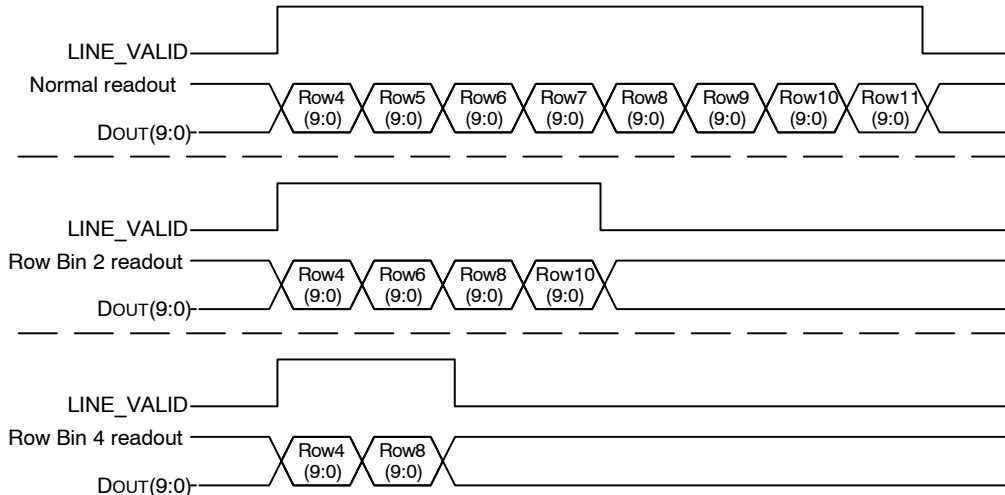 LINE_VALID
Normal readout
Row4 Row5 Row6 Row7 Row8 Row9 Row10 Row11
(9:0) (9:0) (9:0) (9:0) (9:0) (9:0) (9:0) (9:0)
DOUT(9:0)
LINE_VALID
Row Bin 2 readout
Row4 Row6 Row8 Row10
(9:0) (9:0) (9:0) (9:0)
DOUT(9:0)
LINE_VALID
Row Bin 4 readout
Row4 Row8
(9:0) (9:0)
DOUT(9:0)